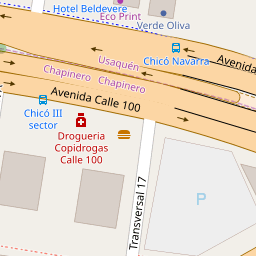 Hotel Beldevere
Eco Print
Verde Oliva
Avenida
Usaquén
Chicó Navarra
Chapinero
Chapinero
Avenida Calle 100
Chicó III
sector
Drogueria
Copidrogas
Calle 100
Transversal 17
P